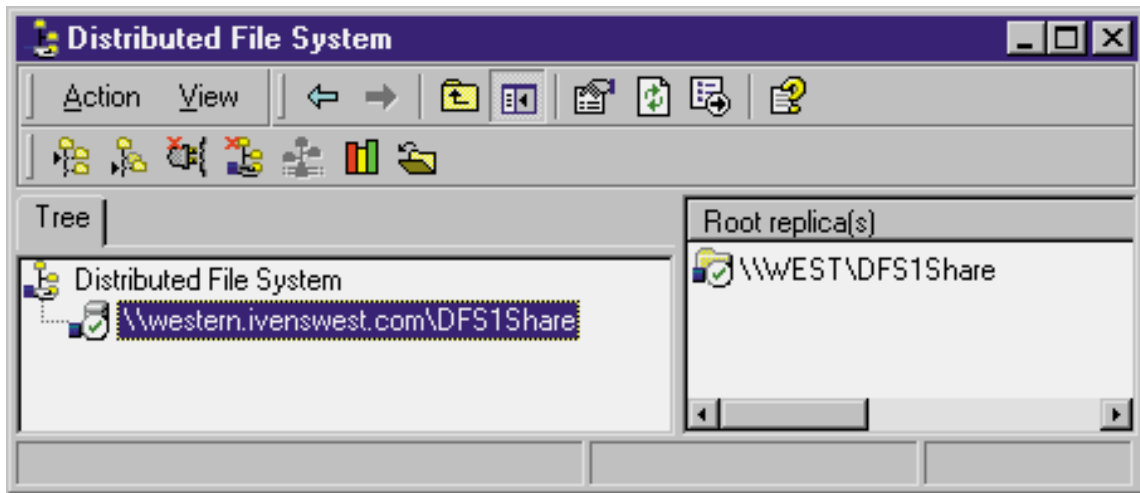 Distributed File System
Action View
Tree
Root replica(s)
Distributed File System
\\western.ivenswest.com\DFS1Share
\\WEST\DFS1Share